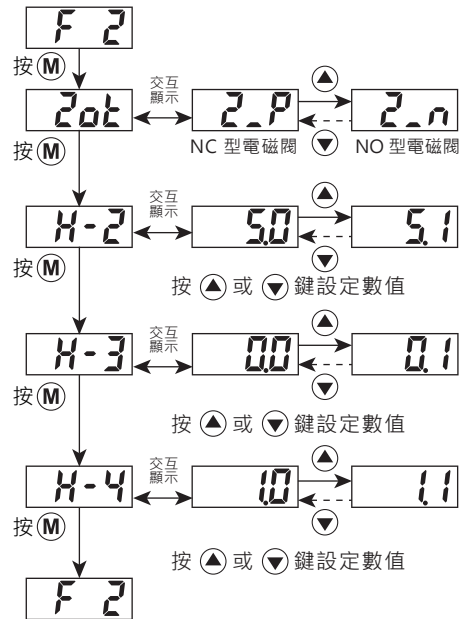 F 2
按Ⓜ
2ot 交互顯示 2_P 2_n
NC 型電磁閥 NO 型電磁閥
按Ⓜ
H-2 交互顯示 5.0 5.1
按Ⓜ
按 ▲ 或 ▼ 鍵設定數值
H-3 交互顯示 0.0 0.1
按Ⓜ
按 ▲ 或 ▼ 鍵設定數值
H-4 交互顯示 1.0 1.1
按Ⓜ
按 ▲ 或 ▼ 鍵設定數值
F 2